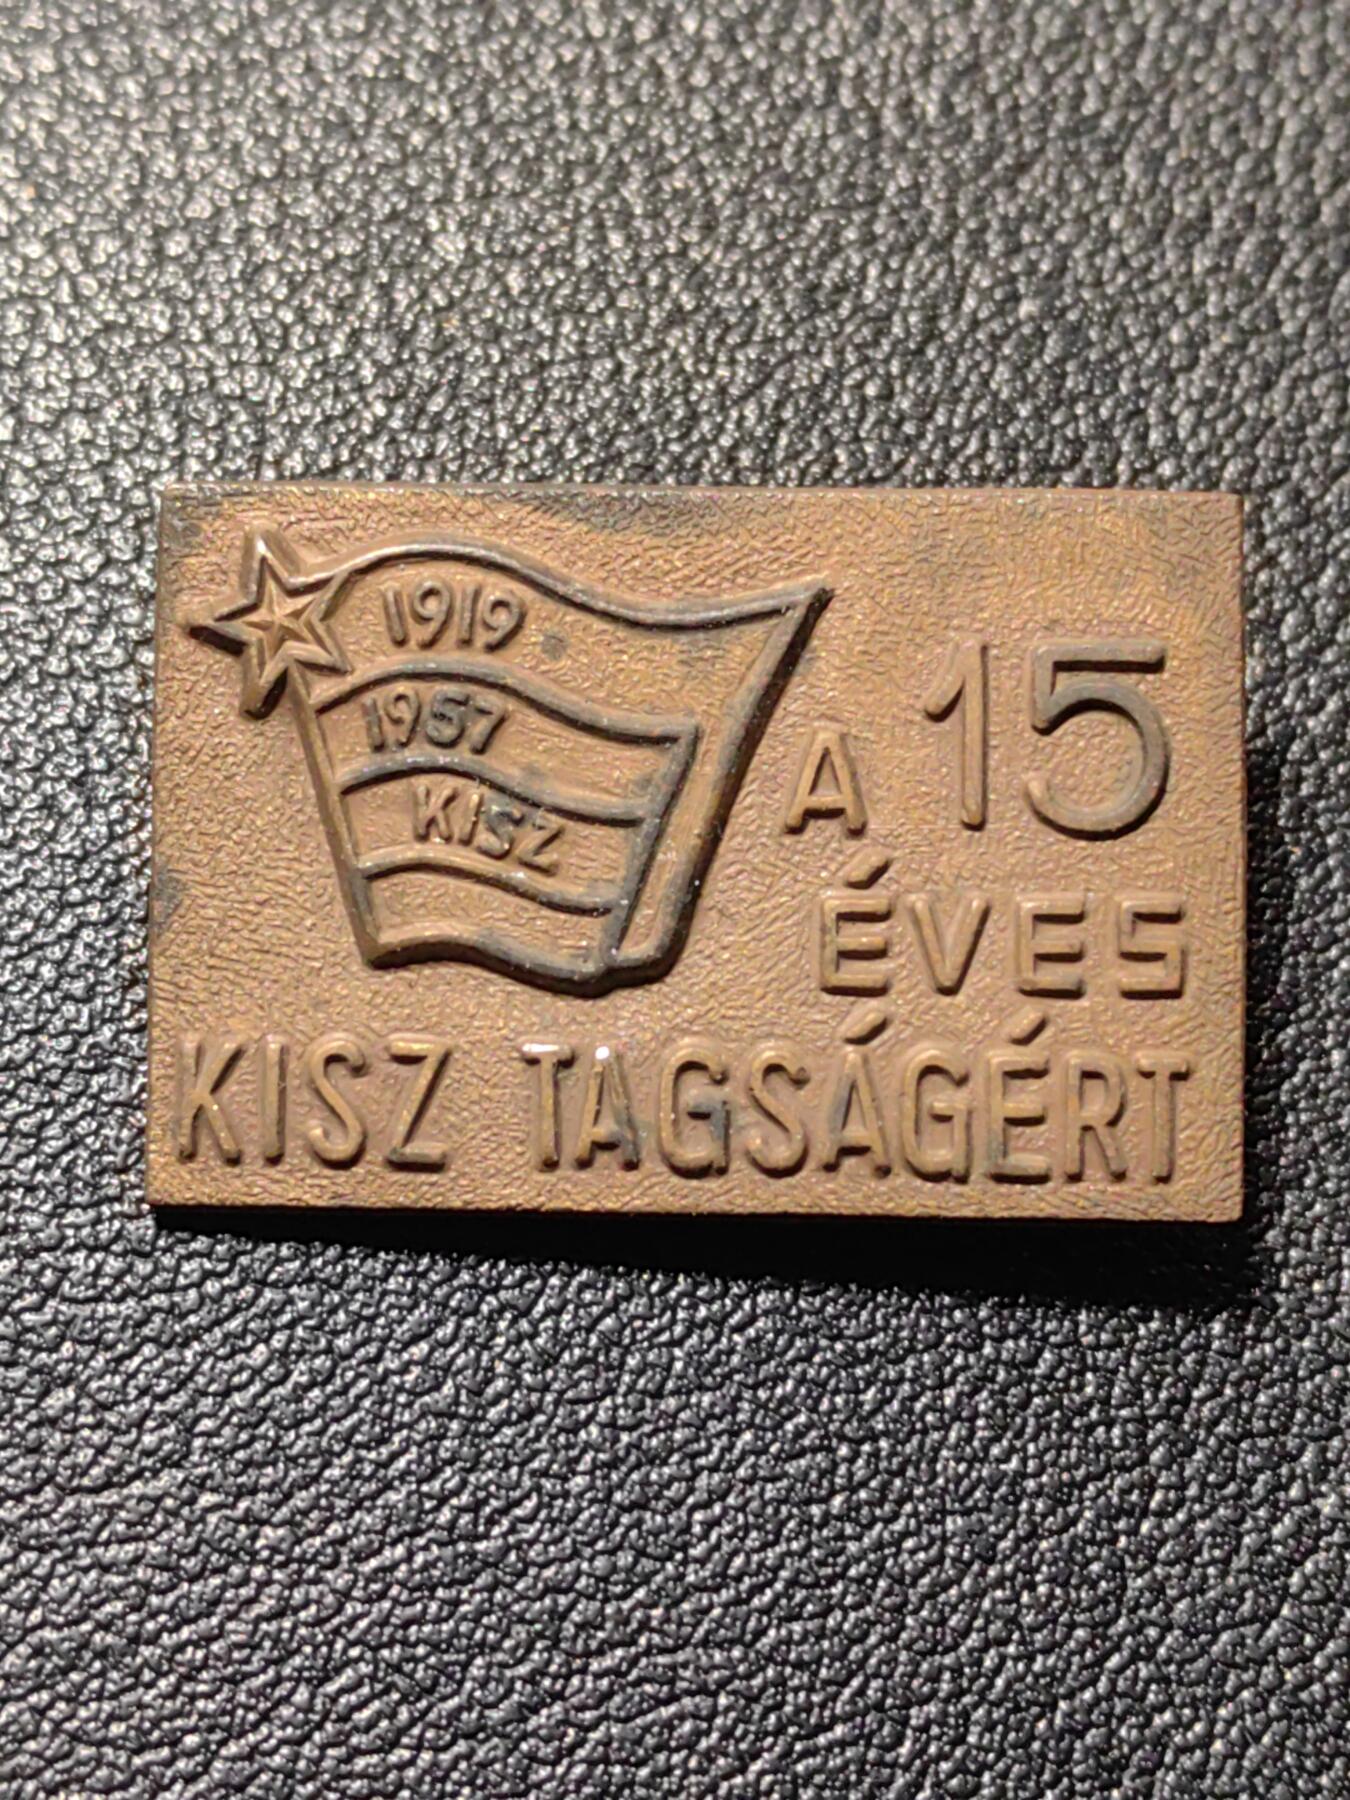 1919
1957
KISZ
A 15
ÉVES
KISZ TAGSÁGÉRT